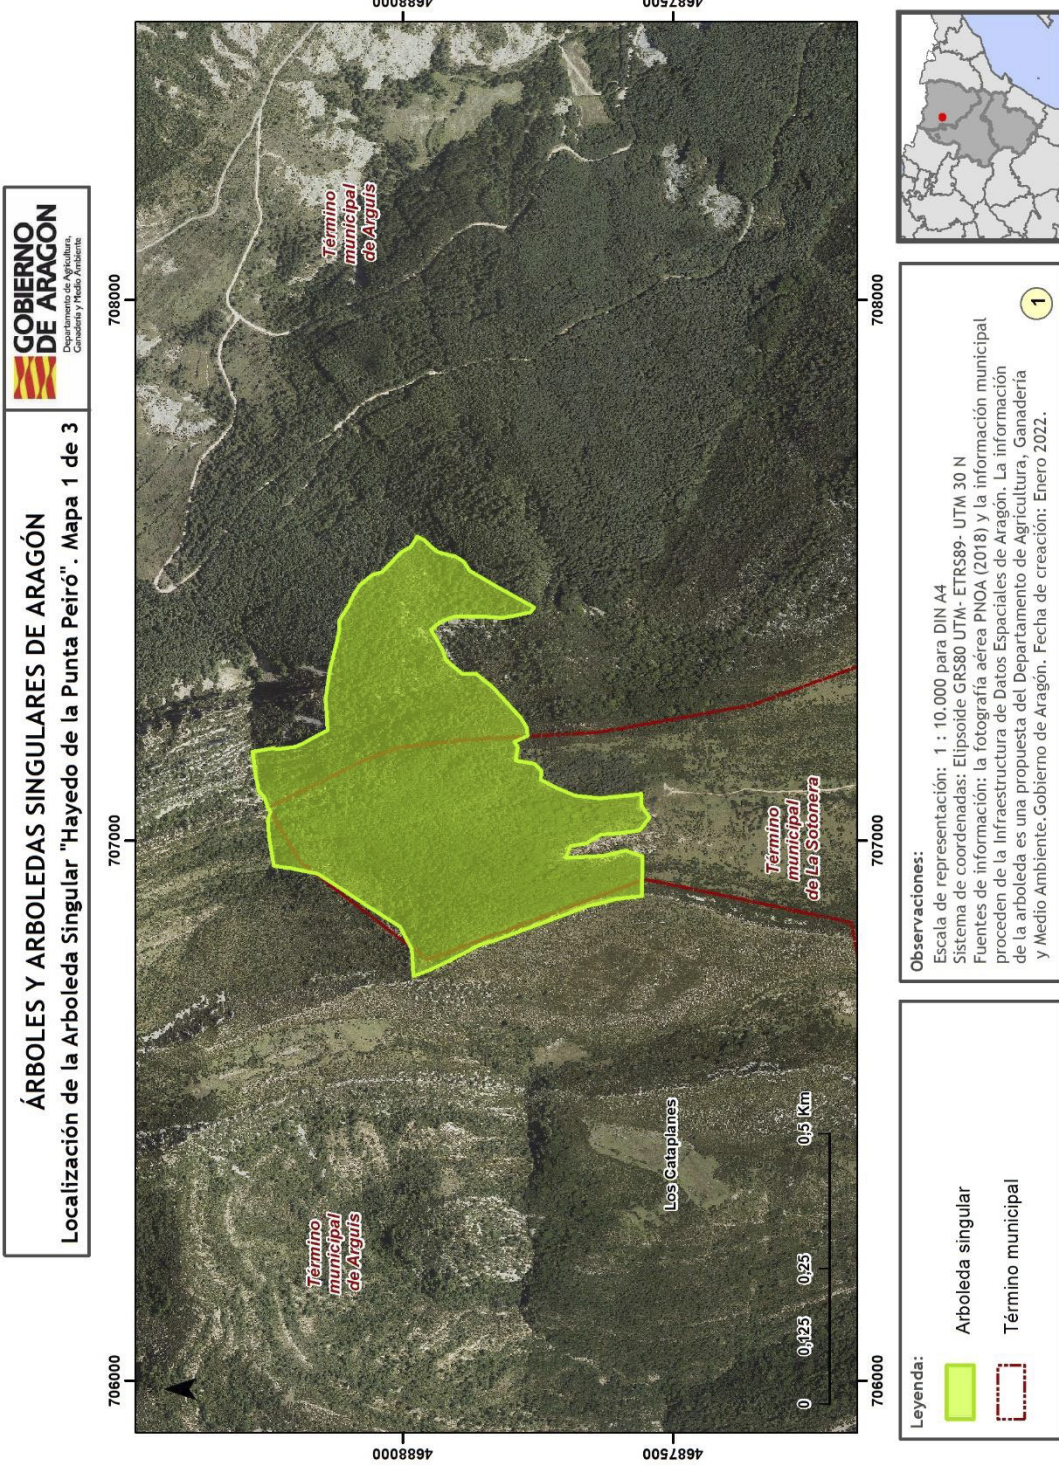 ÁRBOLES Y ARBOLEDAS SINGULARES DE ARAGÓN
Localización de la Arboleda Singular "Hayedo de la Punta Peiró". Mapa 1 de 3
GOBIERNO
DE ARAGON
Departamento de Agricultura,
Ganadería y Medio Ambiente
706000
707000
708000
4688000
4688000
4687500
4687500
Término
municipal
de Arguis
Término
municipal
de Arguis
Término
municipal
de La Sotonera
Los Cataplanes
0 0,125 0,25 0,5 Km
706000
707000
708000
Leyenda:
Arboleda singular
Término municipal
Observaciones:
Escala de representación: 1 : 10.000 para DIN A4
Sistema de coordenadas: Elipsoide GRS80 UTM- ETRS89- UTM 30 N
Fuentes de información: la fotografía aérea PNOA (2018) y la información municipal
proceden de la Infraestructura de Datos Espaciales de Aragón. La información
de la arboleda es una propuesta del Departamento de Agricultura, Ganadería
y Medio Ambiente. Gobierno de Aragón. Fecha de creación: Enero 2022.
1